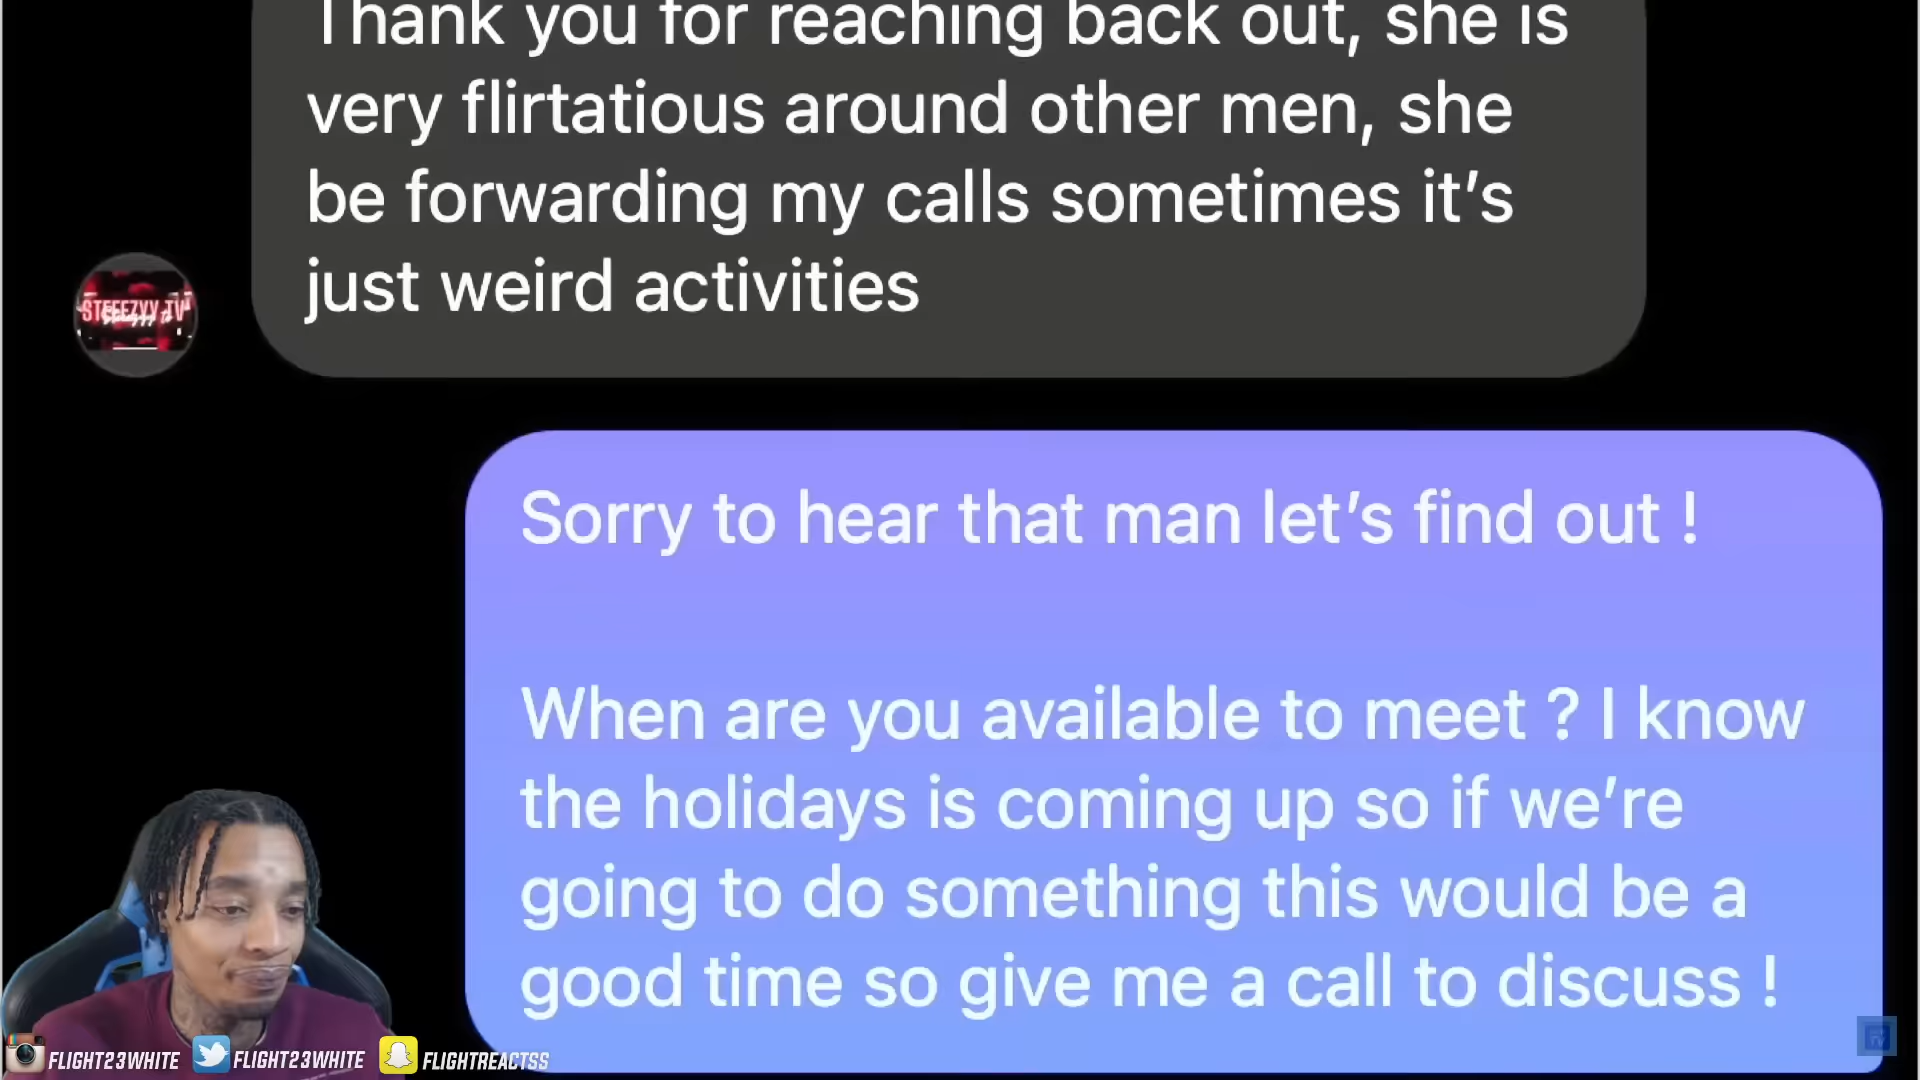 Thank you for reaching back out, she is
very flirtatious around other men, she
be forwarding my calls sometimes it's
just weird activities
STEEEZYY TV
Sorry to hear that man let's find out !
When are you available to meet ? I know
the holidays is coming up so if we're
going to do something this would be a
good time so give me a call to discuss !
FLIGHT23WHITE FLIGHT23WHITE FLIGHTREACTSS